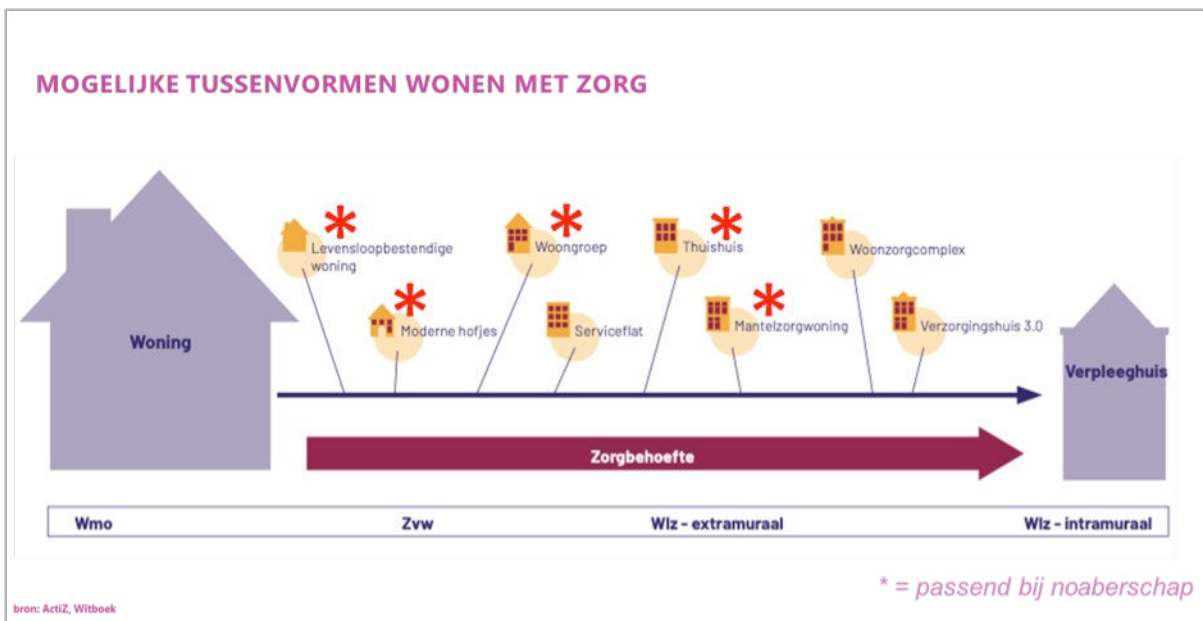 MOGELIJKE TUSSENVORMEN WONEN MET ZORG
Levensloopbestendige
woning
Woongroep
Thuishuis
Woonzorgcomplex
Moderne hofjes
Serviceflat
Mantelzorgwoning
Verzorgingshuis 3.0
Woning
Verpleeghuis
Zorgbehoefte
Wmo Zvw Wlz - extramuraal Wlz - intramuraal
* = passend bij noaberschap
bron: ActiZ, Witboek